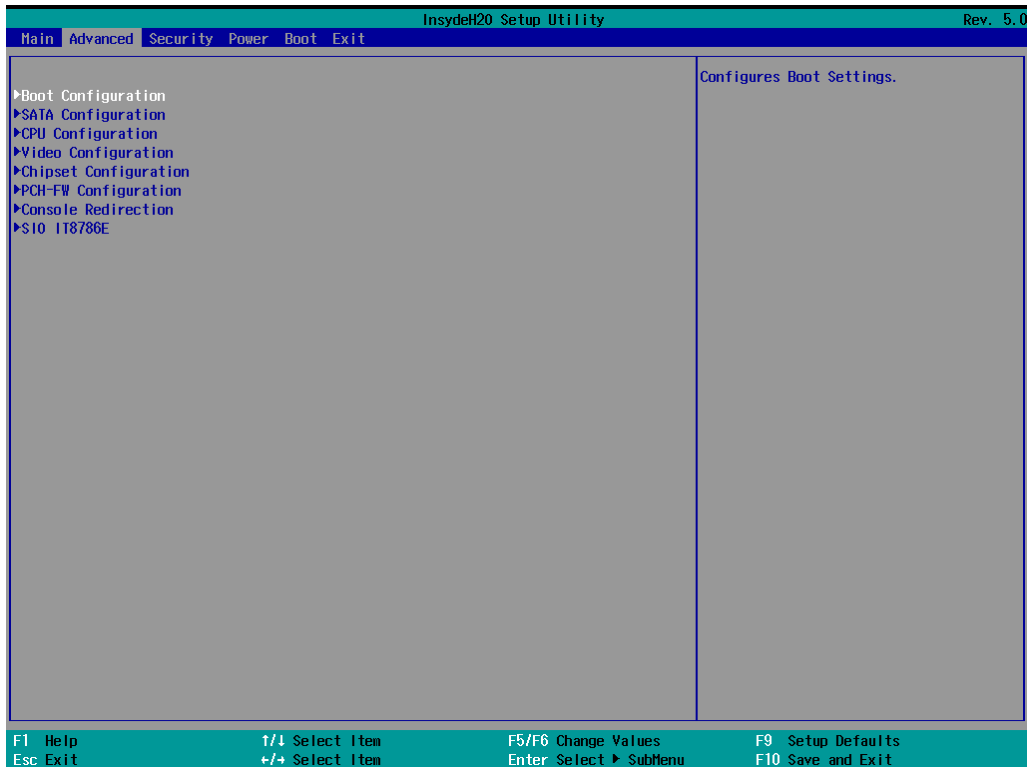 InsydeH20 Setup Utility Rev. 5.0
Main Advanced Security Power Boot Exit
Configures Boot Settings.
▶Boot Configuration
▶SATA Configuration
▶CPU Configuration
▶Video Configuration
▶Chipset Configuration
▶PCH-FW Configuration
▶Console Redirection
▶SIO IT8786E
F1 Help ↑/↓ Select Item F5/F6 Change Values F9 Setup Defaults
Esc Exit ←/→ Select Item Enter Select ▶ SubMenu F10 Save and Exit